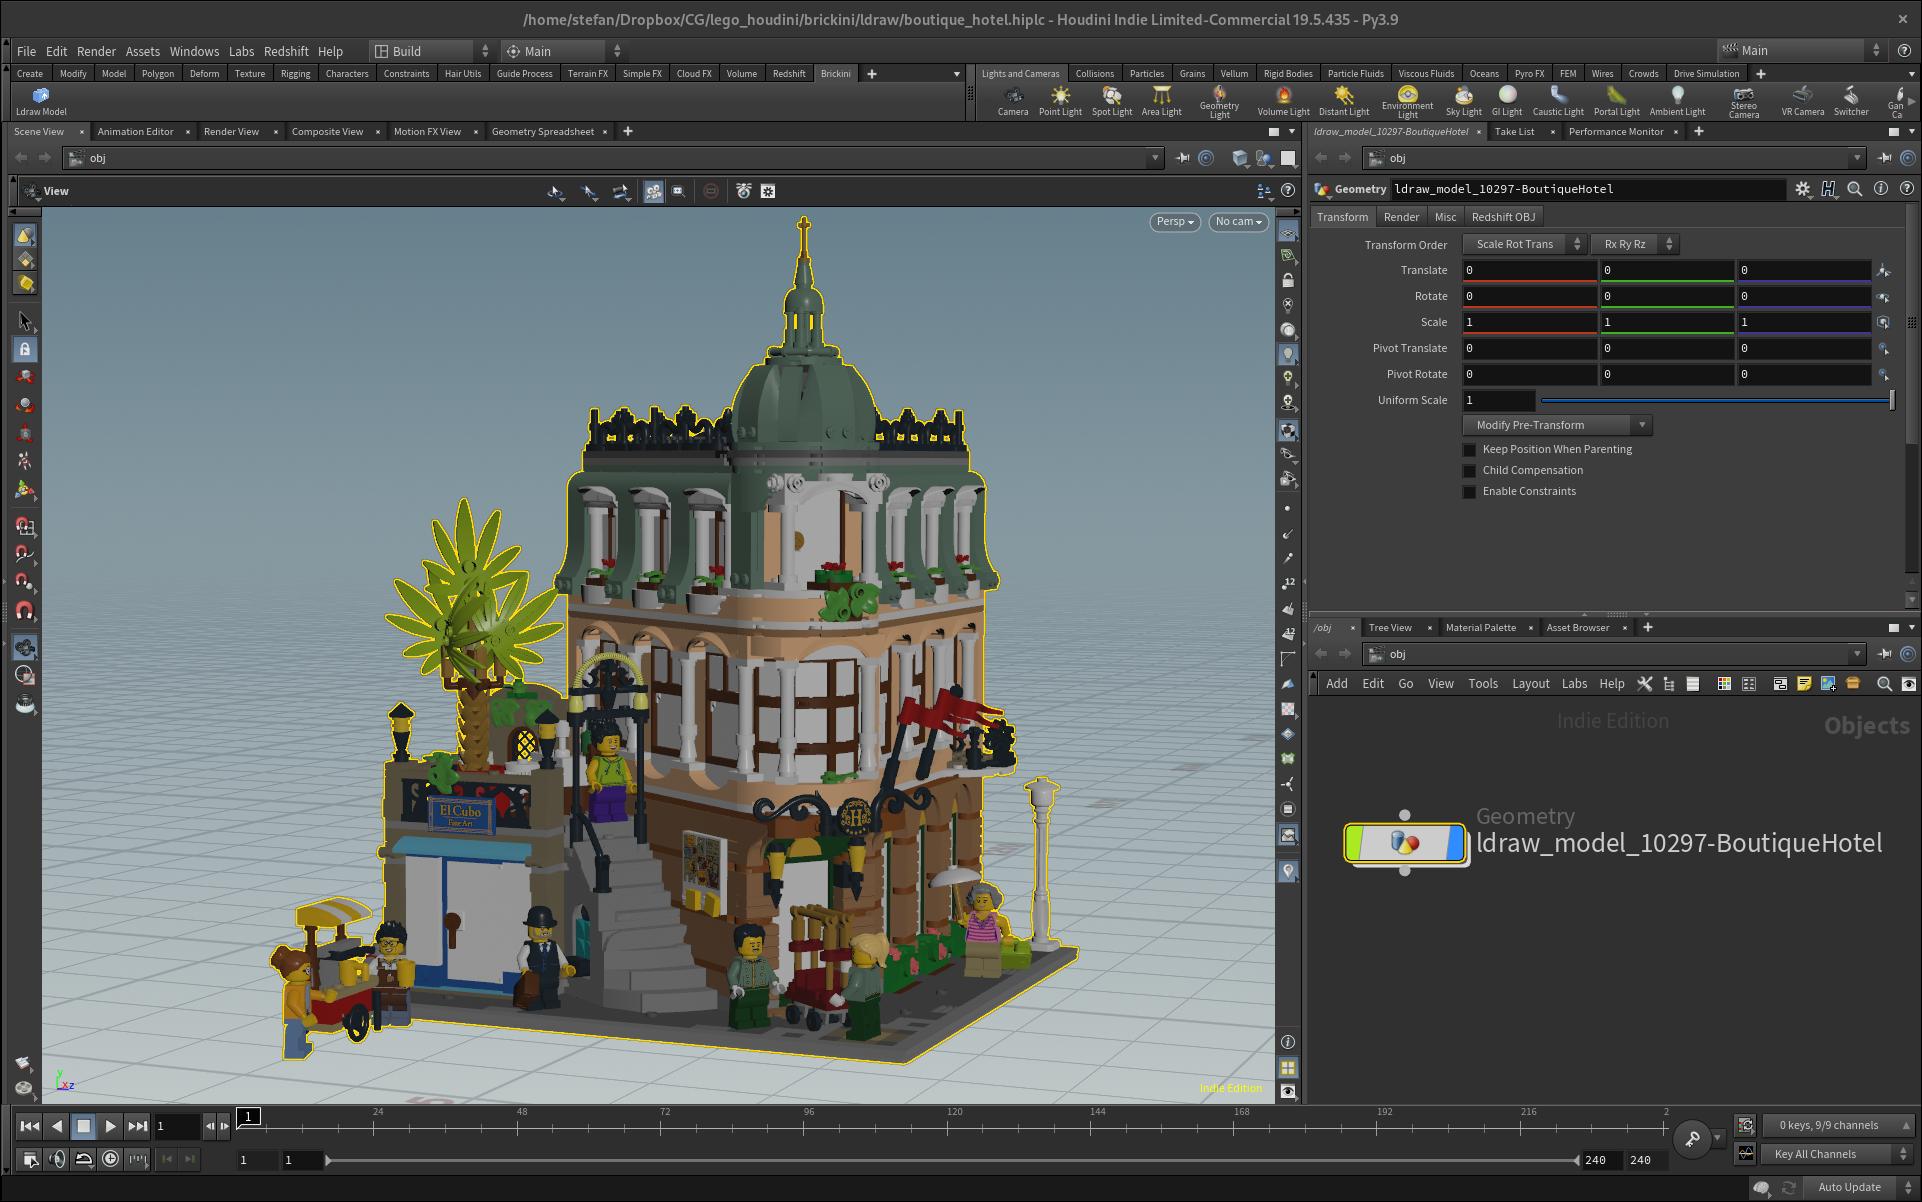 /home/stefan/Dropbox/CG/lego_houdini/brickini/ldraw/boutique_hotel.hiplc - Houdini Indie Limited-Commercial 19.5.435 - Py3.9
File Edit Render Assets Windows Labs Redshift Help Build Main Main
Create Modify Model Polygon Deform Texture Rigging Characters Constraints Hair Utils Guide Process Terrain FX Simple FX Cloud FX Volume Redshift Brickini
Lights and Cameras Collisions Particles Grains Vellum Rigid Bodies Particle Fluids Viscous Fluids Oceans Pyro FX FEM Wires Crowds Drive Simulation
Ldraw Model
Camera Point Light Spot Light Area Light Geometry Light Volume Light Distant Light Environment Light Sky Light GI Light Caustic Light Portal Light Ambient Light Stereo Camera VR Camera Switcher Gan Ca
Scene View Animation Editor Render View Composite View Motion FX View Geometry Spreadsheet
obj
View
Persp No cam
El Cubo
Fine Art
H
Indie Edition
y
x z
ldraw_model_10297-BoutiqueHotel Take List Performance Monitor
obj
Geometry ldraw_model_10297-BoutiqueHotel
Transform Render Misc Redshift OBJ
Transform Order Scale Rot Trans Rx Ry Rz
Translate 0 0 0
Rotate 0 0 0
Scale 1 1 1
Pivot Translate 0 0 0
Pivot Rotate 0 0 0
Uniform Scale 1
Modify Pre-Transform
Keep Position When Parenting
Child Compensation
Enable Constraints
/obj Tree View Material Palette Asset Browser
obj
Add Edit Go View Tools Layout Labs Help
Indie Edition
Objects
Geometry
ldraw_model_10297-BoutiqueHotel
1 1 24 48 72 96 120 144 168 192 216 2
1 1 240 240
0 keys, 9/9 channels
Key All Channels
Auto Update